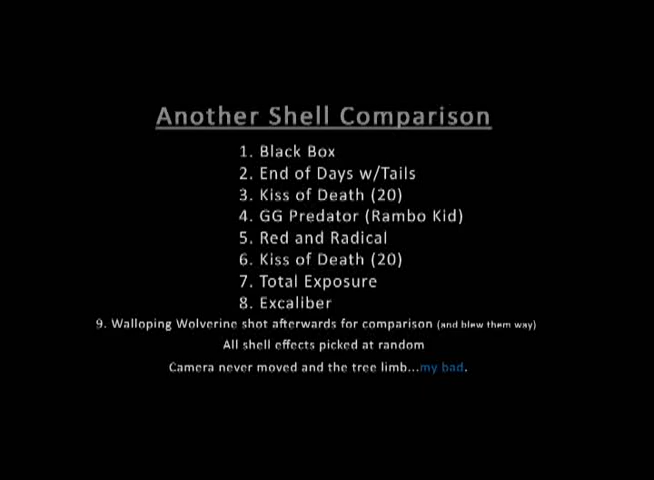 Another Shell Comparison
1. Black Box
2. End of Days w/Tails
3. Kiss of Death (20)
4. GG Predator (Rambo Kid)
5. Red and Radical
6. Kiss of Death (20)
7. Total Exposure
8. Excaliber
9. Walloping Wolverine shot afterwards for comparison (and blew them way)
All shell effects picked at random
Camera never moved and the tree limb...my bad.